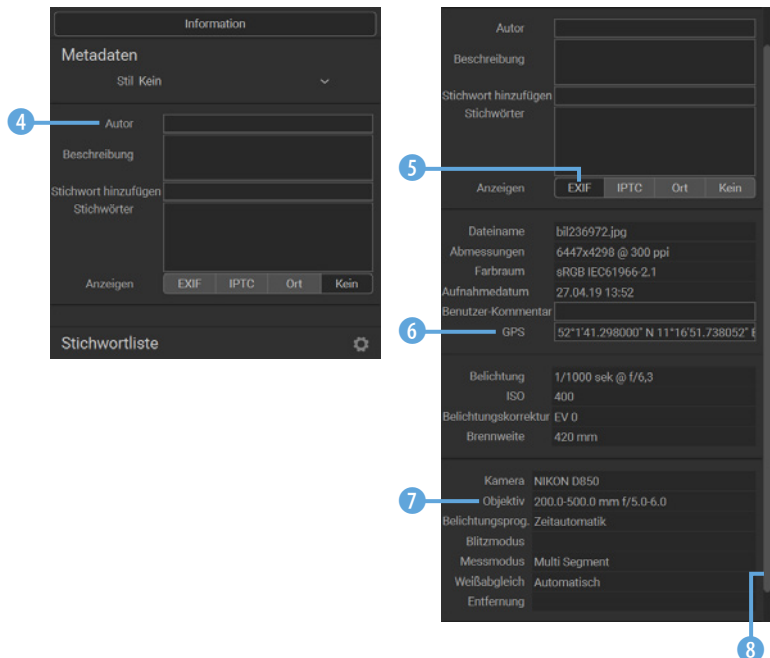 Information
Metadaten
Stil Kein
4
Autor
Beschreibung
Stichwort hinzufügen
Stichwörter
Anzeigen EXIF IPTC Ort Kein
Stichwortliste
Autor
Beschreibung
Stichwort hinzufügen
Stichwörter
5
Anzeigen EXIF IPTC Ort Kein
Dateiname bil236972.jpg
Abmessungen 6447x4298 @ 300 ppi
Farbraum sRGB IEC61966-2.1
Aufnahmedatum 27.04.19 13:52
Benutzer-Kommentar
6 GPS 52°1'41.298000" N 11°16'51.738052" E
Belichtung 1/1000 sek @ f/6,3
ISO 400
Belichtungskorrektur EV 0
Brennweite 420 mm
Kamera NIKON D850
7 Objektiv 200.0-500.0 mm f/5.0-6.0
Belichtungsprog. Zeitautomatik
Blitzmodus
Messmodus Multi Segment
Weißabgleich Automatisch
Entfernung
8